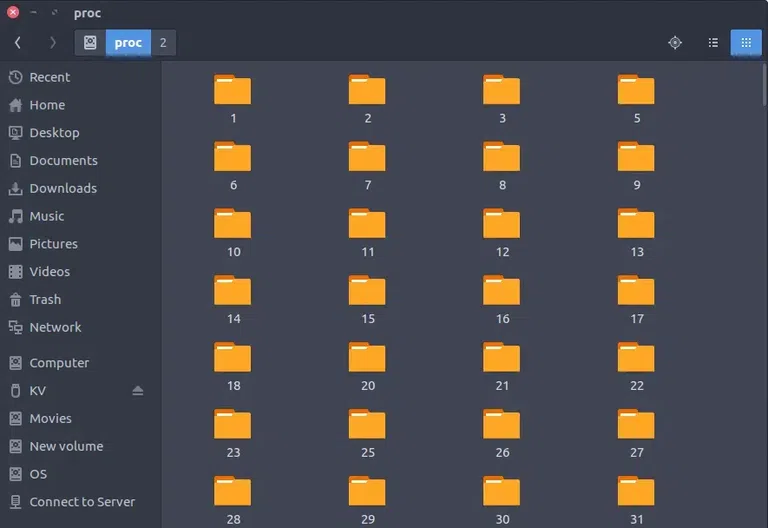 proc
proc 2
Recent
Home
Desktop
Documents
Downloads
Music
Pictures
Videos
Trash
Network
Computer
KV
Movies
New volume
OS
Connect to Server
1 2 3 5
6 7 8 9
10 11 12 13
14 15 16 17
18 20 21 22
23 25 26 27
28 29 30 31